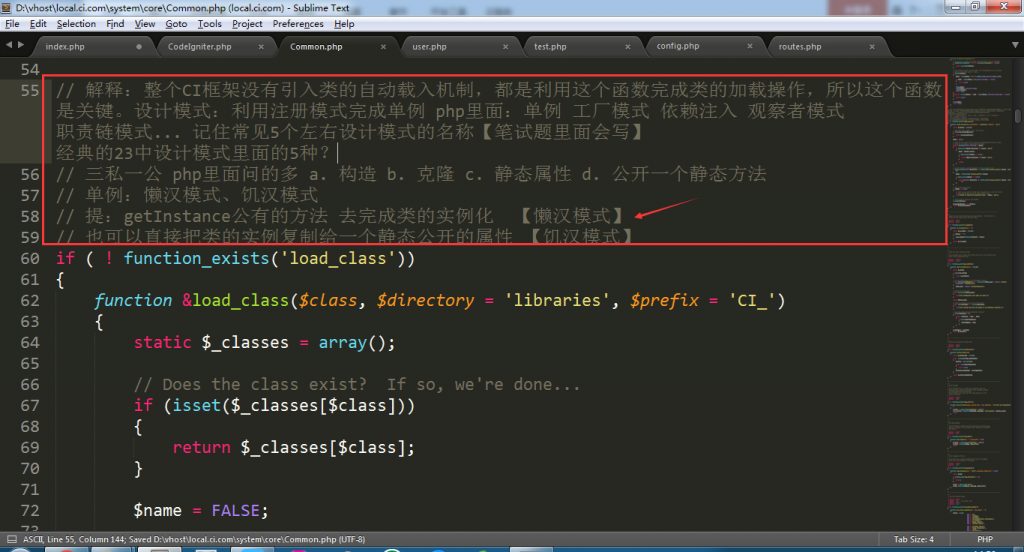 D:\vhost\local.ci.com\system\core\Common.php (local.ci.com) - Sublime Text
File Edit Selection Find View Goto Tools Project Preferences Help
index.php CodeIgniter.php Common.php user.php test.php config.php routes.php
54
55 // 解释：整个CI框架没有引入类的自动载入机制，都是利用这个函数完成类的加载操作，所以这个函数
是关键。设计模式：利用注册模式完成单例 php里面：单例 工厂模式 依赖注入 观察者模式
职责链模式... 记住常见5个左右设计模式的名称【笔试题里面会写】
经典的23中设计模式里面的5种？
56 // 三私一公 php里面问的多 a. 构造 b. 克隆 c. 静态属性 d. 公开一个静态方法
57 // 单例：懒汉模式、饥汉模式
58 // 提：getInstance公有的方法 去完成类的实例化 【懒汉模式】
59 // 也可以直接把类的实例复制给一个静态公开的属性 【饥汉模式】
60 if ( ! function_exists('load_class'))
61 {
62 function &load_class($class, $directory = 'libraries', $prefix = 'CI_')
63 {
64 static $_classes = array();
65
66 // Does the class exist? If so, we're done...
67 if (isset($_classes[$class]))
68 {
69 return $_classes[$class];
70 }
71
72 $name = FALSE;
73
ASCII, Line 55, Column 144; Saved D:\vhost\local.ci.com\system\core\Common.php (UTF-8) Tab Size: 4 PHP